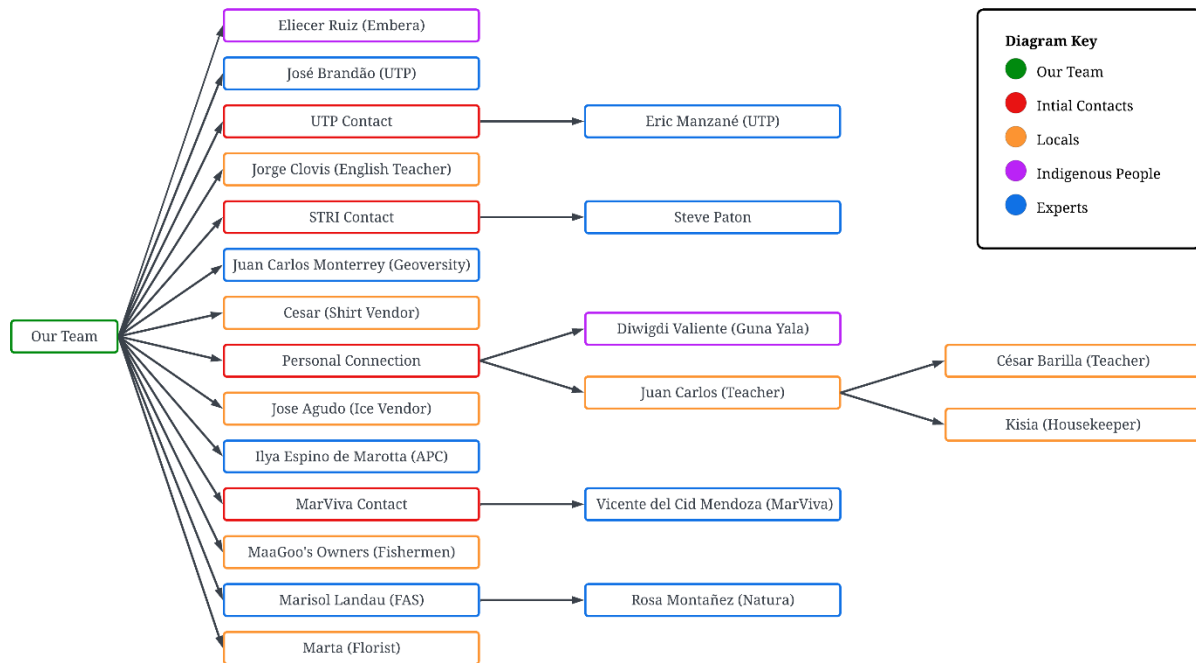 Eliecer Ruiz (Embera)
José Brandão (UTP)
UTP Contact
Eric Manzané (UTP)
Jorge Clovis (English Teacher)
STRI Contact
Steve Paton
Juan Carlos Monterrey (Geoversity)
Cesar (Shirt Vendor)
Our Team
Personal Connection
Diwigdi Valiente (Guna Yala)
Juan Carlos (Teacher)
César Barilla (Teacher)
Kisia (Housekeeper)
Jose Agudo (Ice Vendor)
Ilya Espino de Marotta (APC)
MarViva Contact
Vicente del Cid Mendoza (MarViva)
MaaGoo's Owners (Fishermen)
Marisol Landau (FAS)
Rosa Montañez (Natura)
Marta (Florist)
Diagram Key
Our Team
Intial Contacts
Locals
Indigenous People
Experts